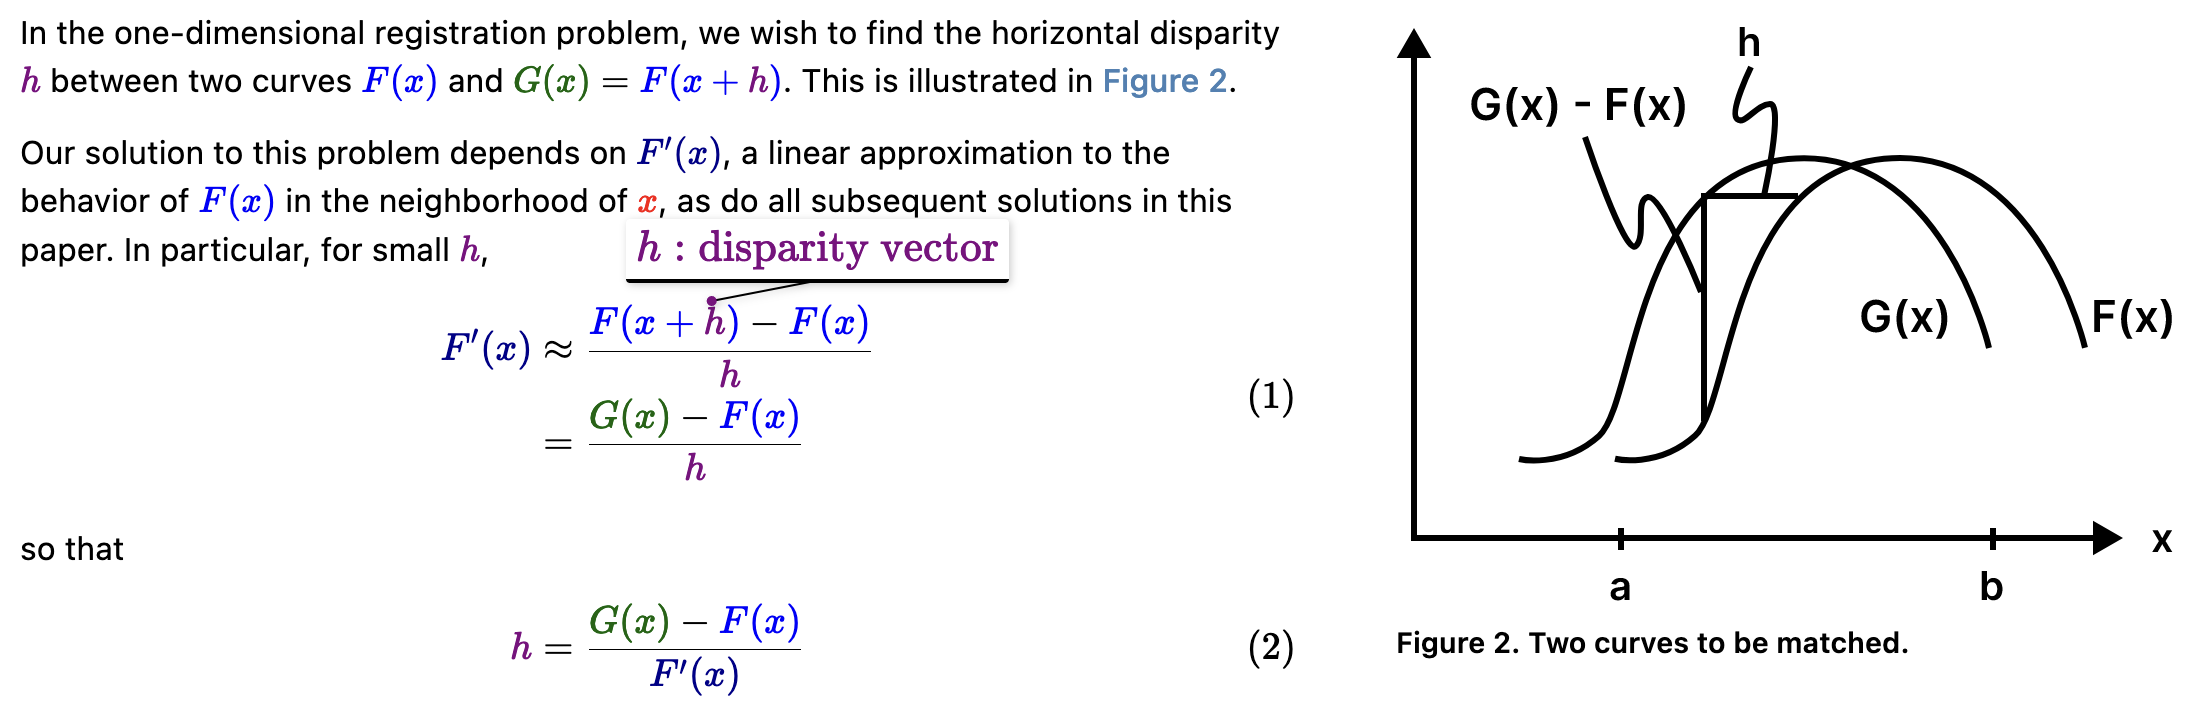 In the one-dimensional registration problem, we wish to find the horizontal disparity
h between two curves F(x) and G(x) = F(x + h). This is illustrated in Figure 2.
Our solution to this problem depends on F′(x), a linear approximation to the
behavior of F(x) in the neighborhood of x, as do all subsequent solutions in this
paper. In particular, for small h,
h : disparity vector
F′(x) ≈ \frac{F(x + h) − F(x)}{h}
= \frac{G(x) − F(x)}{h}
(1)
so that
h = \frac{G(x) − F(x)}{F′(x)} (2)
h
G(x) - F(x)
G(x)
F(x)
x
a
b
Figure 2. Two curves to be matched.